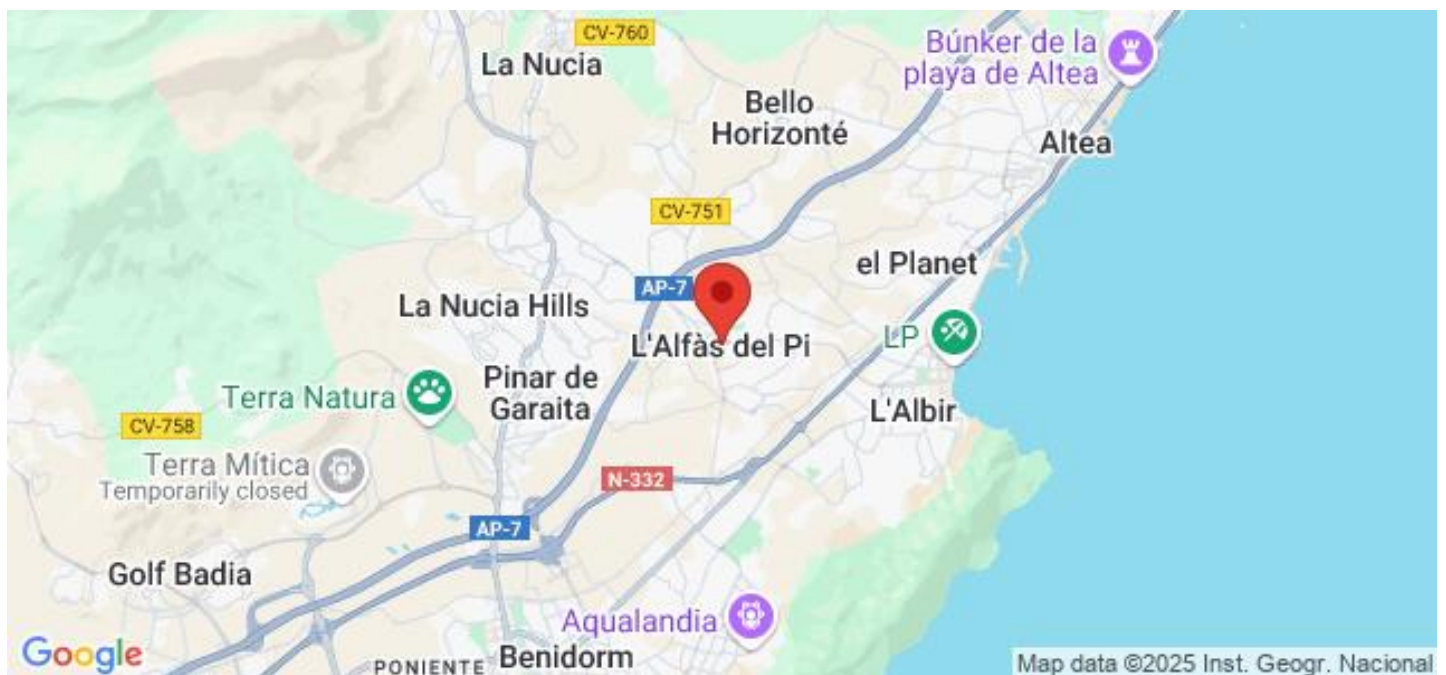 CV-760
La Nucia
Búnker de la
playa de Altea
Bello
Horizonté
Altea
CV-751
el Planet
AP-7
La Nucia Hills
L'Alfàs del Pi
LP
Pinar de
Garaita
Terra Natura
L'Albir
CV-758
Terra Mítica
Temporarily closed
N-332
AP-7
Golf Badia
Aqualandia
Google
PONIENTE
Benidorm
Map data ©2025 Inst. Geogr. Nacional